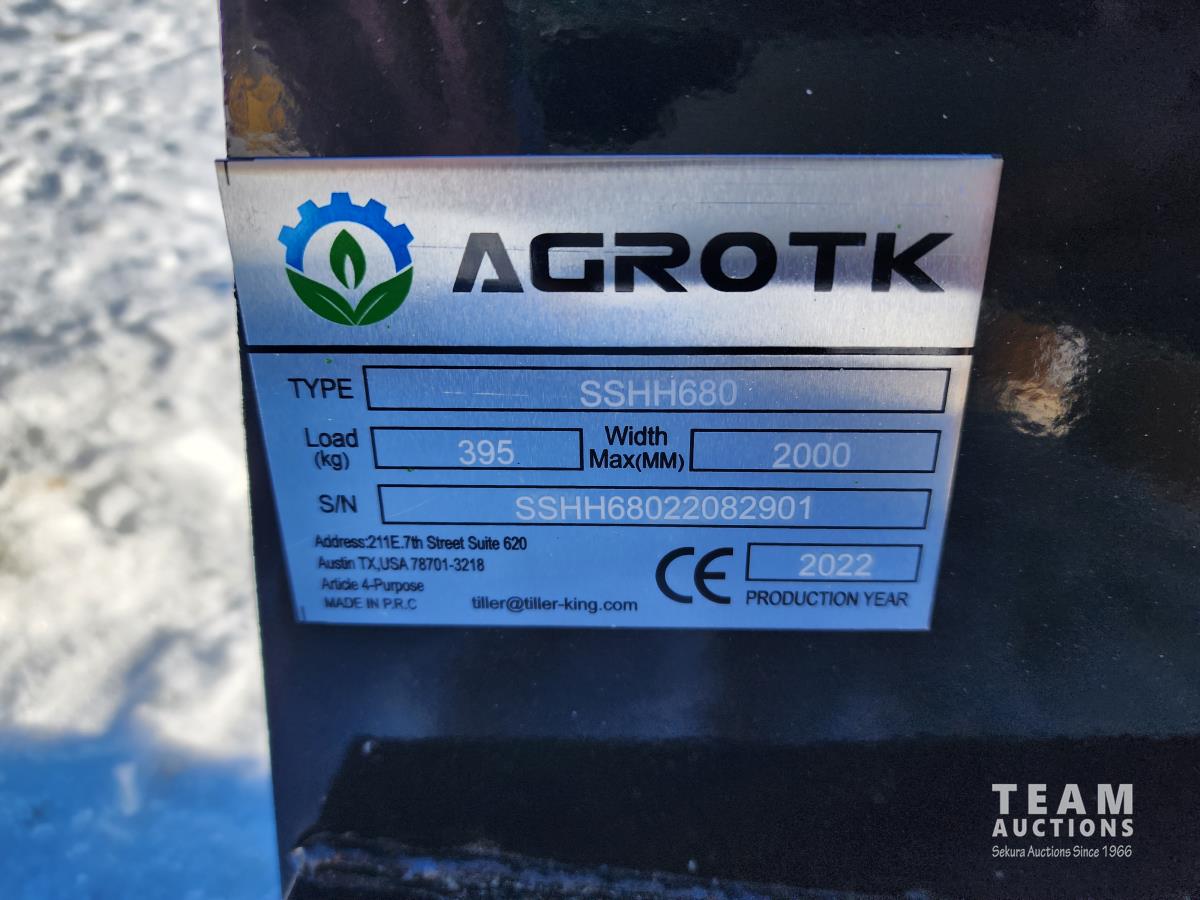 AGROTK
TYPE SSHH680
Load (kg) 395 Width Max(MM) 2000
S/N SSHH68022082901
Address:211E.7th Street Suite 620
Austin TX,USA 78701-3218
Article 4-Purpose
MADE IN P.R.C
tiller@tiller-king.com
CE 2022
PRODUCTION YEAR
TEAM
AUCTIONS
Sekura Auctions Since 1966